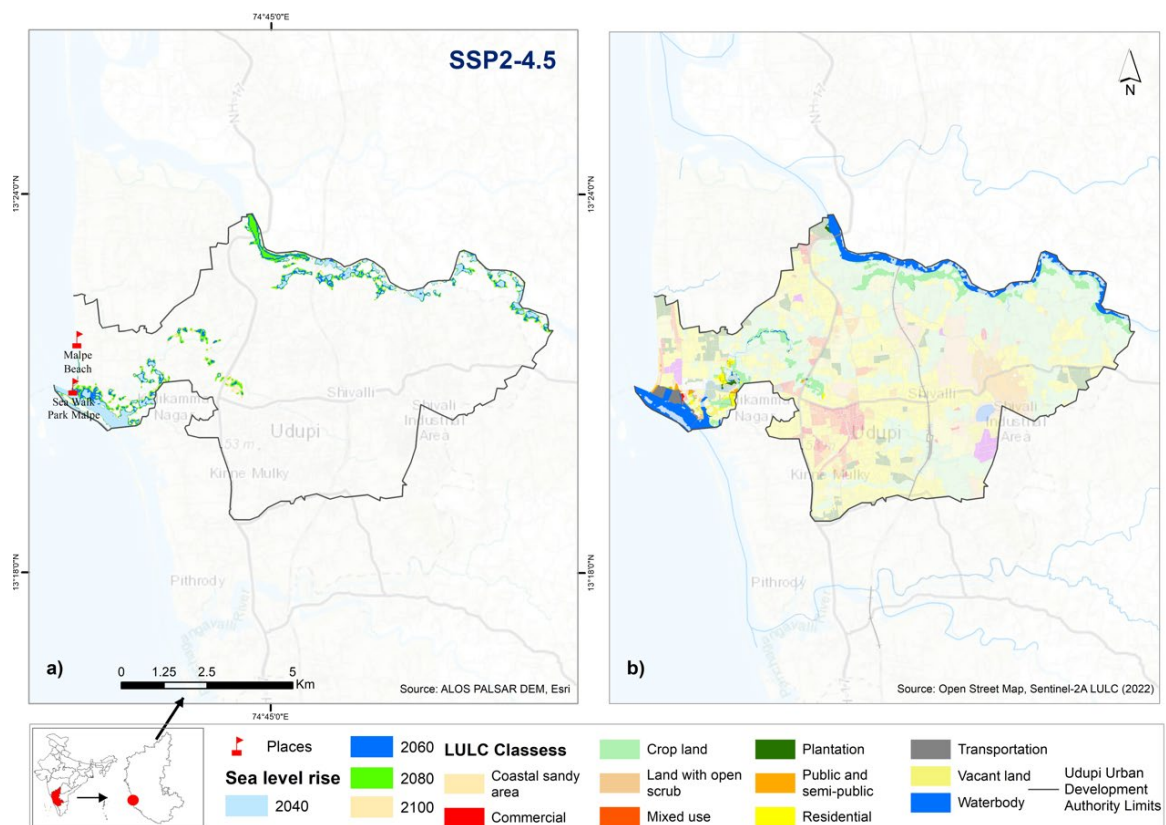 74°45'0"E
SSP2-4.5
N
NH 17
13°24'0"N
13°24'0"N
Malpe
Beach
Sea Walk
Park Malpe
Shivalli
Shivalli
Industrial
Area
Udupi
53 m
Kinne Mulky
Shivalli
Udupi
Area
Kinne Mulky
13°18'0"N
13°18'0"N
Pithrody
River
Pithrody
a)
0 1.25 2.5 5
Km
Source: ALOS PALSAR DEM, Esri
b)
Source: Open Street Map, Sentinel-2A LULC (2022)
74°45'0"E
Places
Sea level rise
2040
2060
2080
2100
LULC Classess
Coastal sandy
area
Commercial
Crop land
Land with open
scrub
Mixed use
Plantation
Public and
semi-public
Residential
Transportation
Vacant land
Waterbody
Udupi Urban
Development
Authority Limits